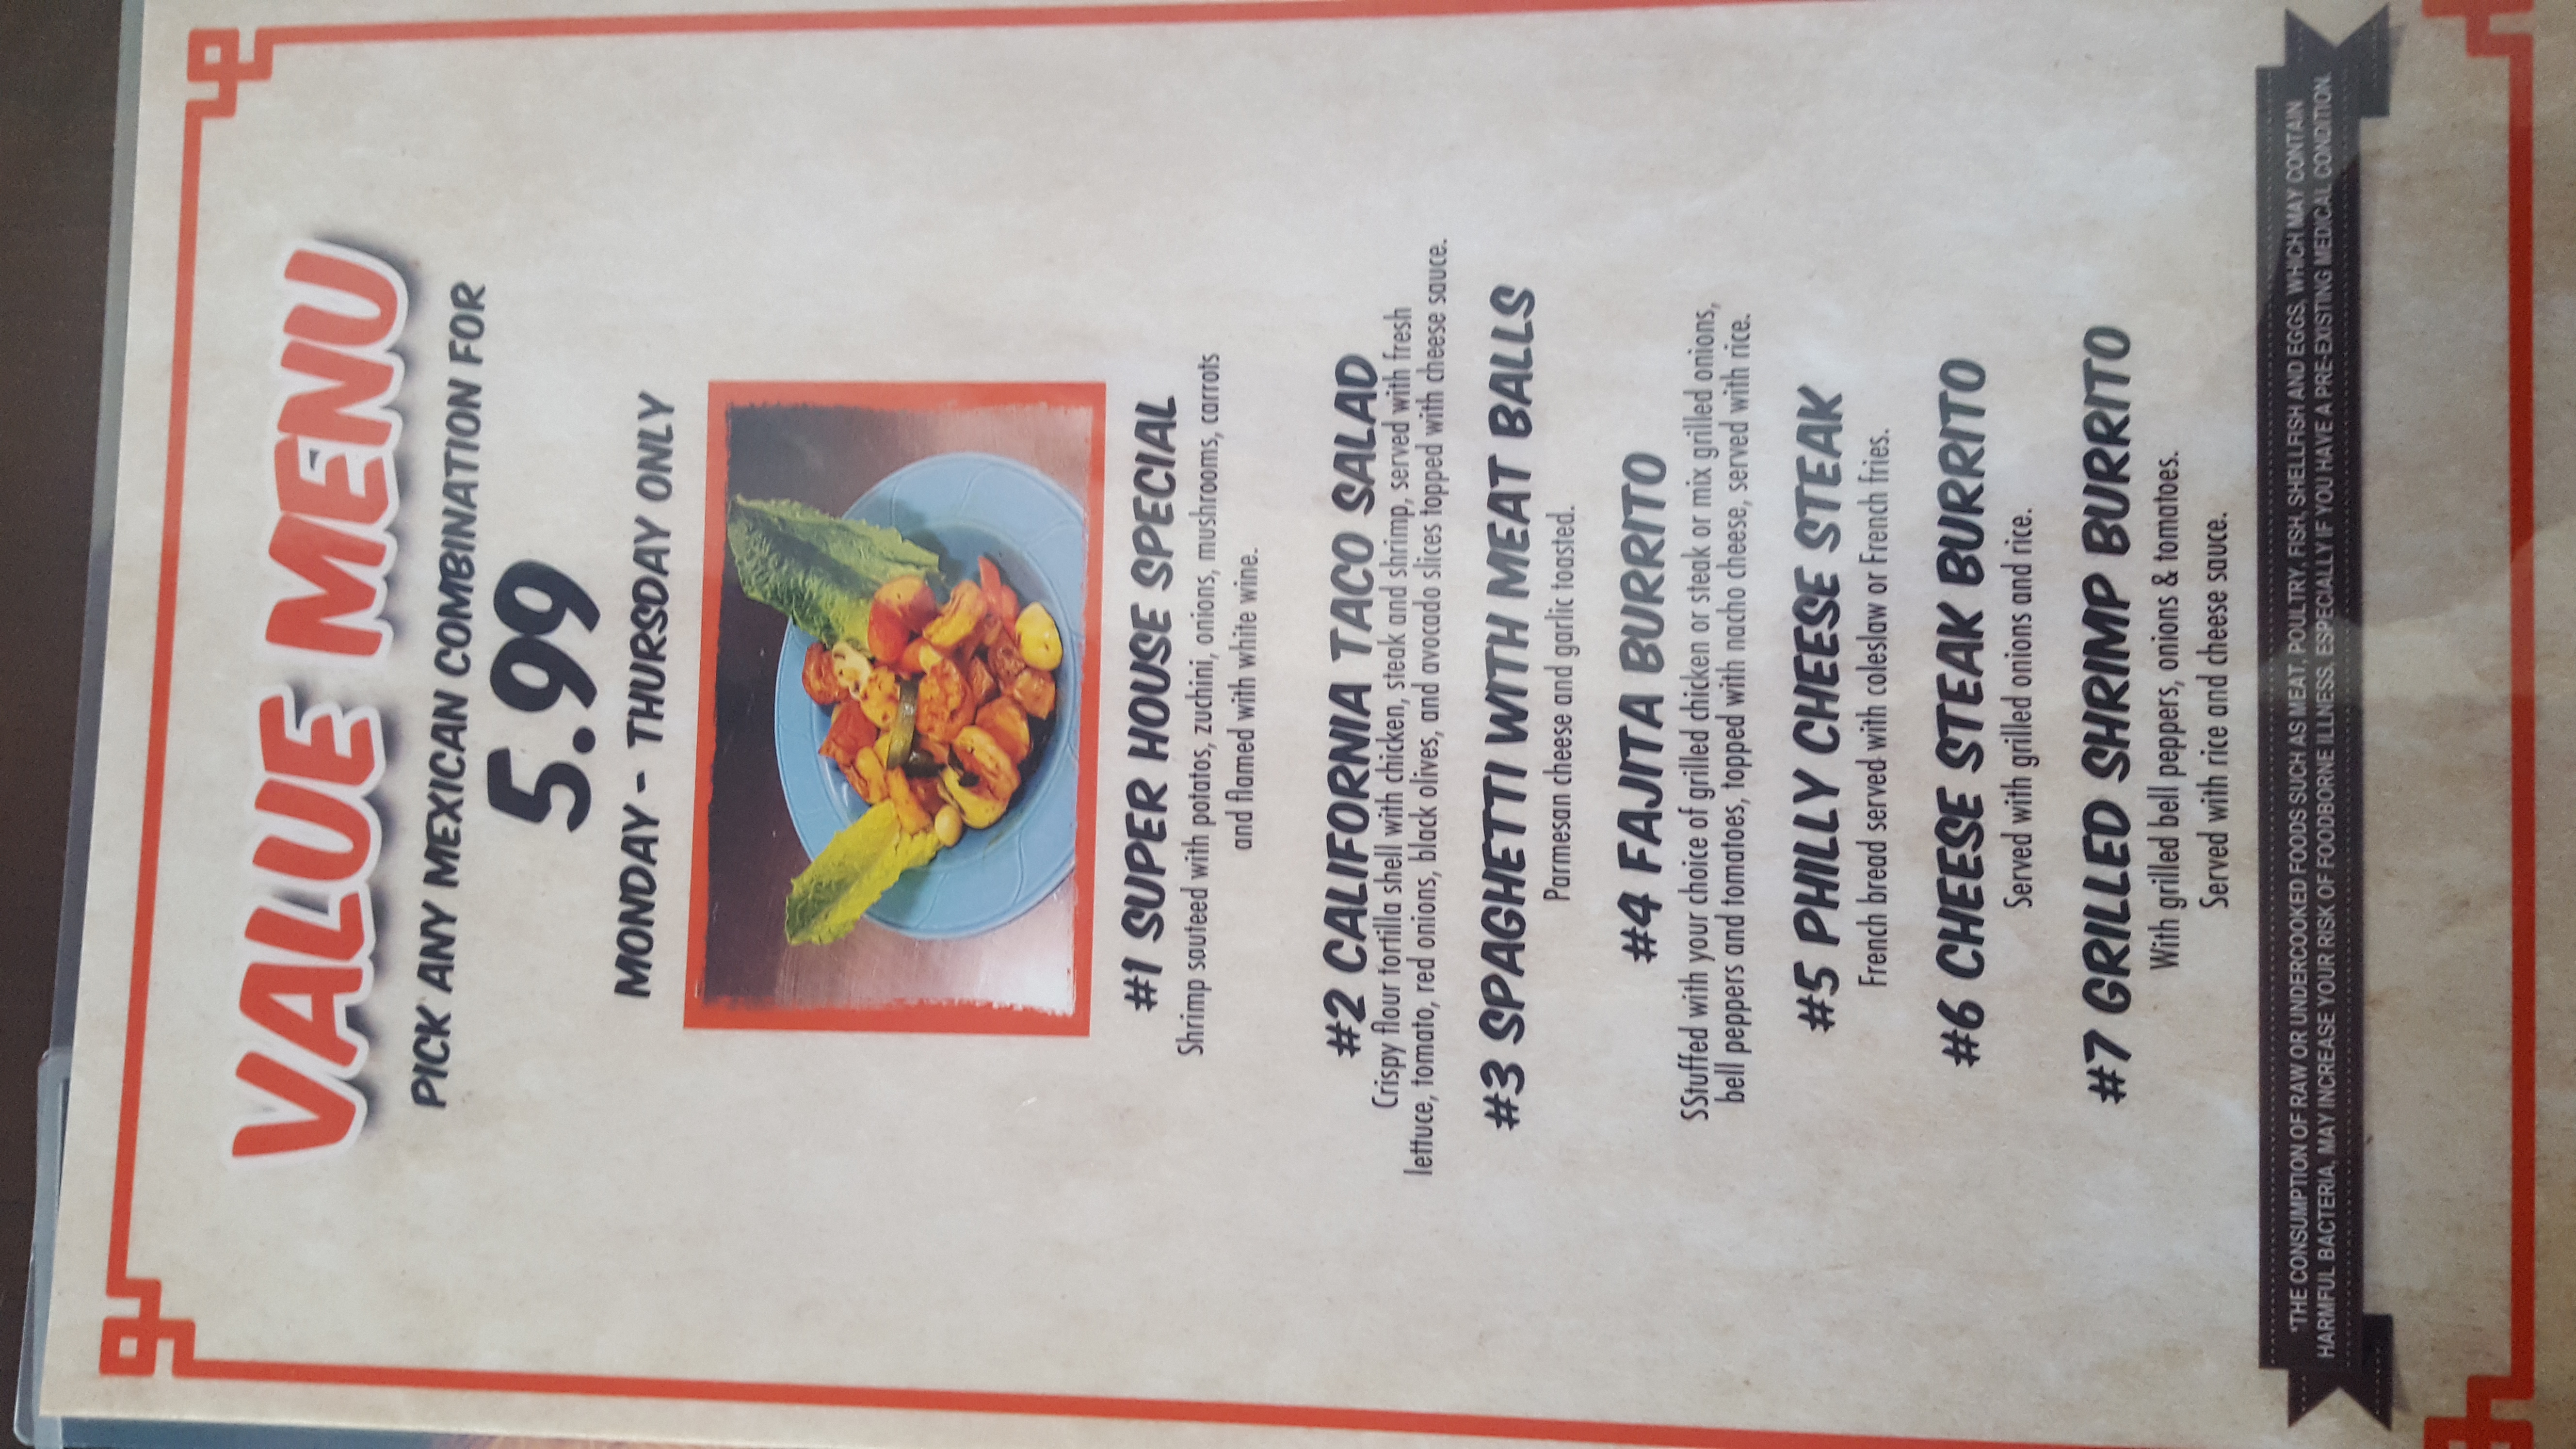 VALUE MENU
PICK ANY MEXICAN COMBINATION FOR
5.99
MONDAY - THURSDAY ONLY
#1 SUPER HOUSE SPECIAL
Shrimp sauteed with potatos, zuchini, onions, mushrooms, carrots
and flamed with white wine.
#2 CALIFORNIA TACO SALAD
Crispy flour tortilla shell with chicken, steak and shrimp, served with fresh
lettuce, tomato, red onions, black olives, and avocado slices topped with cheese sauce.
#3 SPAGHETTI WITH MEAT BALLS
Parmesan cheese and garlic toasted.
#4 FAJITA BURRITO
SStuffed with your choice of grilled chicken or steak or mix grilled onions,
bell peppers and tomatoes, topped with nacho cheese, served with rice.
#5 PHILLY CHEESE STEAK
French bread served with coleslaw or French fries.
#6 CHEESE STEAK BURRITO
Served with grilled onions and rice.
#7 GRILLED SHRIMP BURRITO
With grilled bell peppers, onions & tomatoes.
Served with rice and cheese sauce.
*THE CONSUMPTION OF RAW OR UNDERCOOKED FOODS SUCH AS MEAT, POULTRY, FISH, SHELLFISH AND EGGS, WHICH MAY CONTAIN
HARMFUL BACTERIA, MAY INCREASE YOUR RISK OF FOODBORNE ILLNESS, ESPECIALLY IF YOU HAVE A PRE-EXISTING MEDICAL CONDITION.